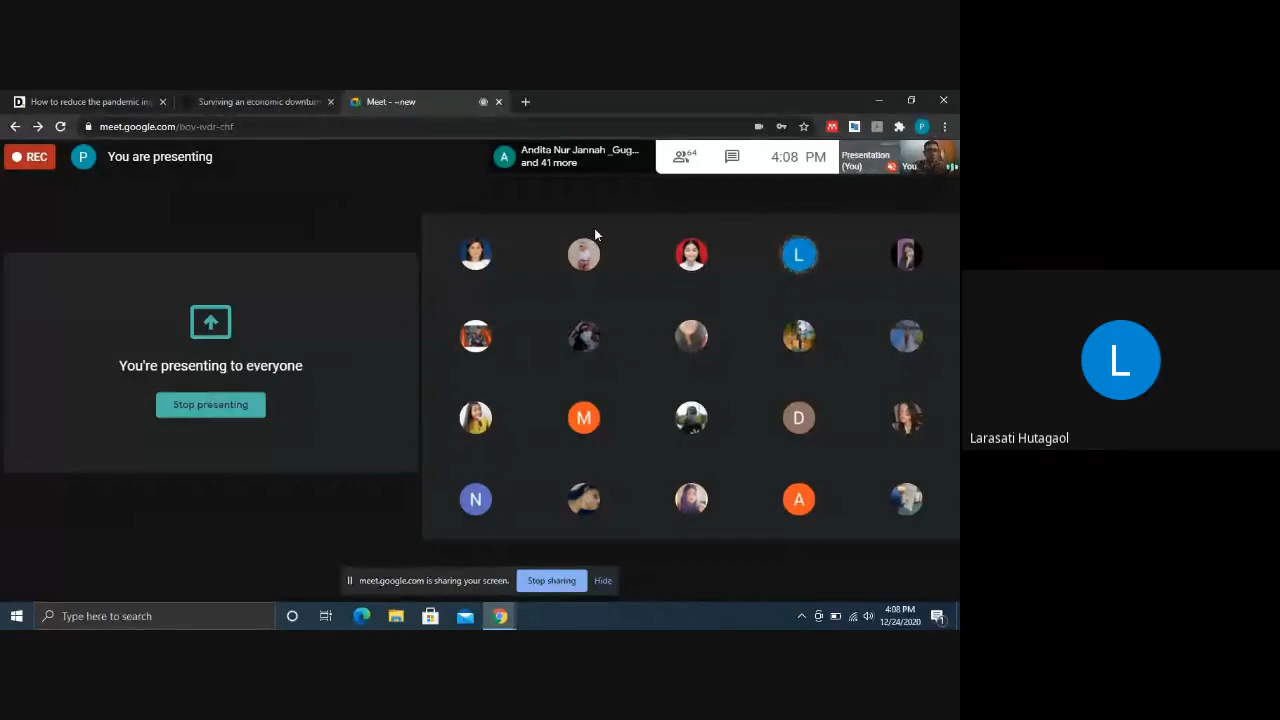 How to reduce the pandemic im
Surviving an economic downturn
Meet - ~new
meet.google.com/bqv-ivdr-chf
REC
P
You are presenting
A
Andita Nur Jannah _Gug...
and 41 more
64
4:08 PM
Presentation
(You)
You
L
You're presenting to everyone
Stop presenting
M
D
N
A
L
Larasati Hutagaol
meet.google.com is sharing your screen.
Stop sharing
Hide
Type here to search
4:08 PM
12/24/2020